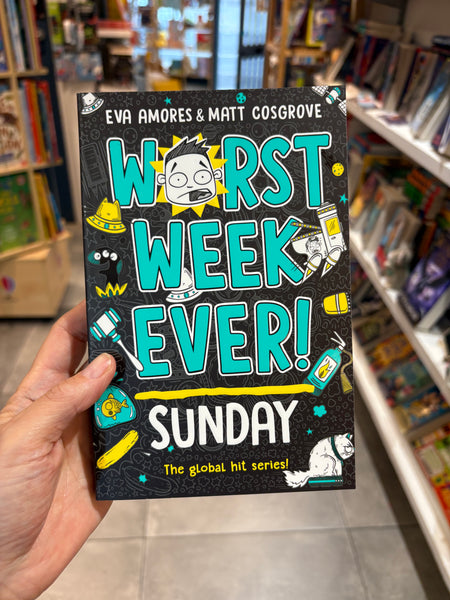 EVA AMORES & MATT COSGROVE
WORST
WEEK
EVER!
SUNDAY
The global hit series!